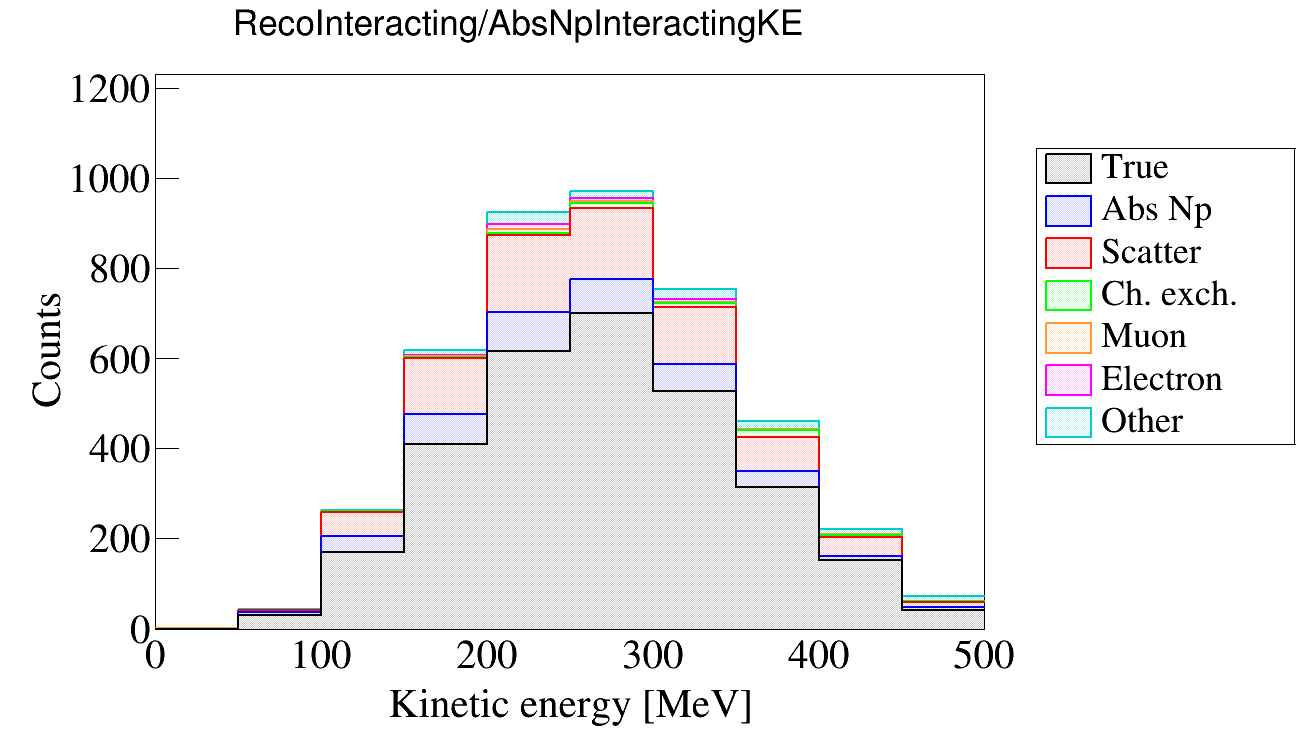 RecoInteracting/AbsNpInteractingKE
1200
1000
800
600
400
200
0
Counts
0 100 200 300 400 500
Kinetic energy [MeV]
True
Abs Np
Scatter
Ch. exch.
Muon
Electron
Other